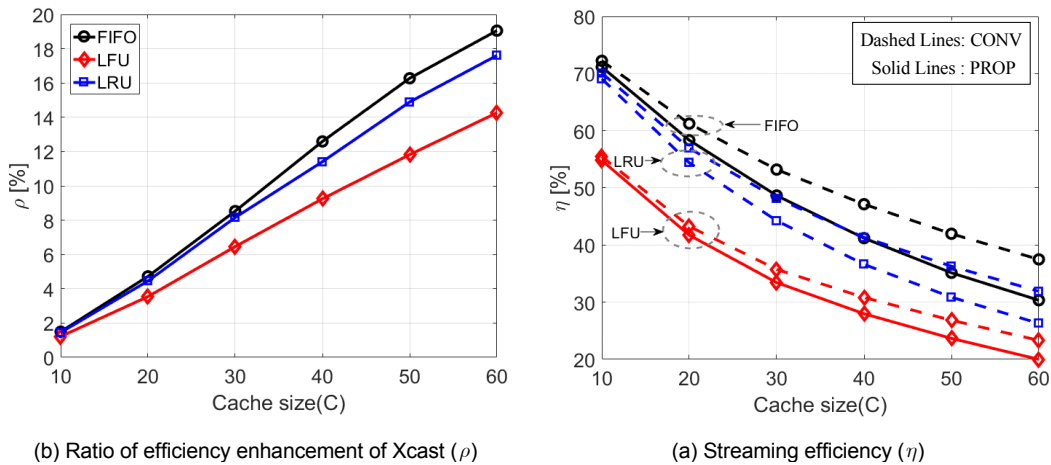 20
18
16
14
12
10
8
6
4
2
0
ρ [%]
FIFO
LFU
LRU
10 20 30 40 50 60
Cache size(C)
(b) Ratio of efficiency enhancement of Xcast (ρ)
80
70
60
50
40
30
20
η [%]
Dashed Lines: CONV
Solid Lines : PROP
FIFO
LRU
LFU
10 20 30 40 50 60
Cache size(C)
(a) Streaming efficiency (η)